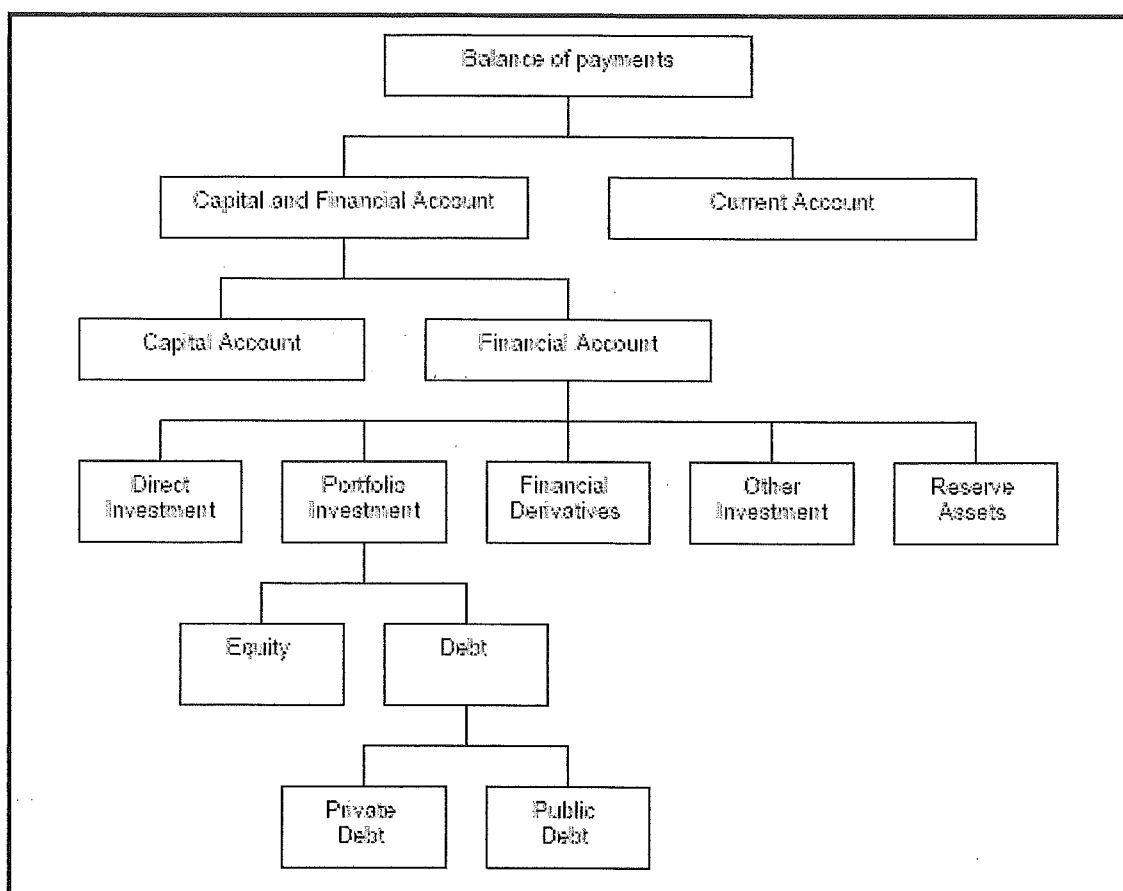 Balance of payments
Capital and Financial Account
Current Account
Capital Account
Financial Account
Direct
Investment
Portfolio
Investment
Financial
Derivatives
Other
Investment
Reserve
Assets
Equity
Debt
Private
Debt
Public
Debt